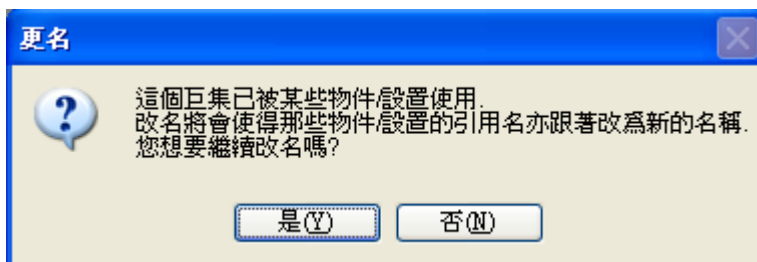 更名
這個巨集已被某些物件/設置使用.
改名將會使得那些物件/設置的引用名亦跟著改為新的名稱.
您想要繼續改名嗎?
是(Y)
否(N)